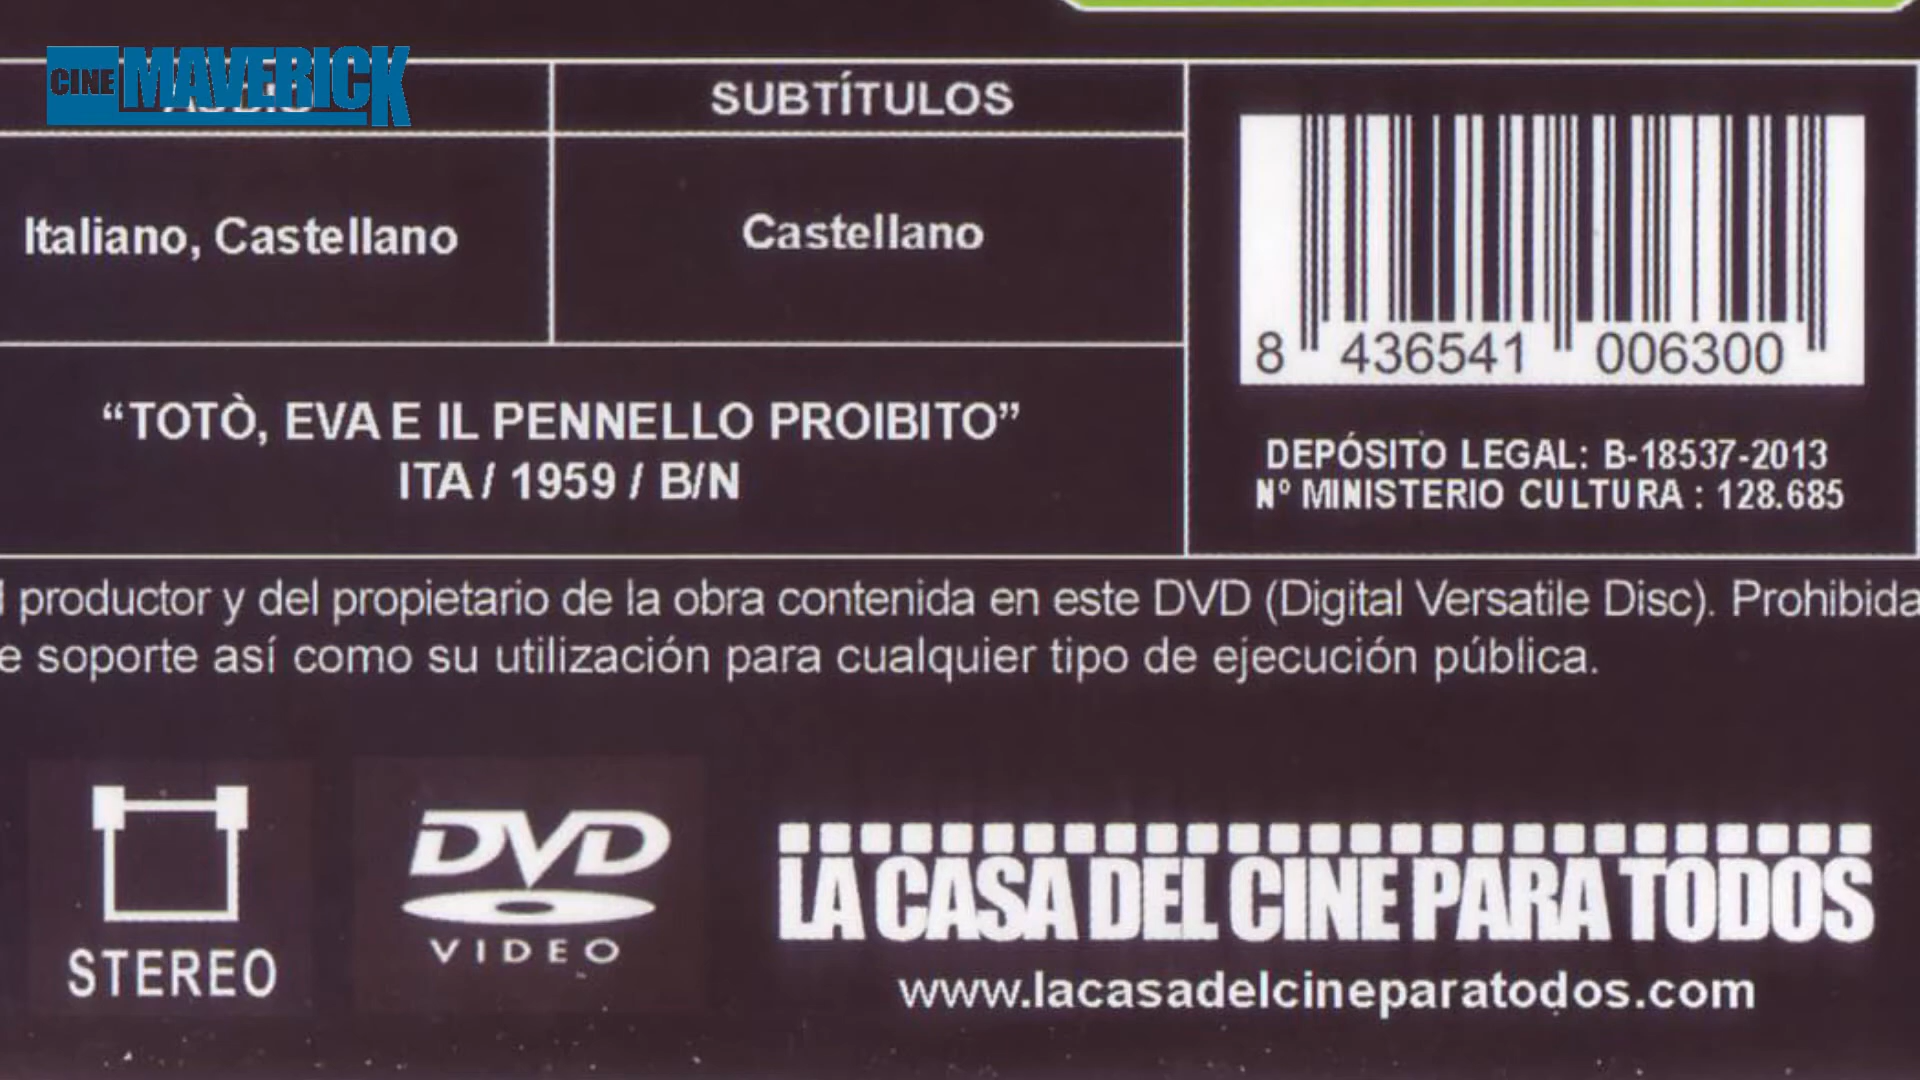 CINE MAVERICK
AUDIO
SUBTÍTULOS
Italiano, Castellano
Castellano
8 436541 006300
“TOTÒ, EVA E IL PENNELLO PROIBITO”
ITA / 1959 / B/N
DEPÓSITO LEGAL: B-18537-2013
Nº MINISTERIO CULTURA : 128.685
productor y del propietario de la obra contenida en este DVD (Digital Versatile Disc). Prohibida
e soporte así como su utilización para cualquier tipo de ejecución pública.
STEREO
DVD
VIDEO
LA CASA DEL CINE PARA TODOS
www.lacasadelcineparatodos.com